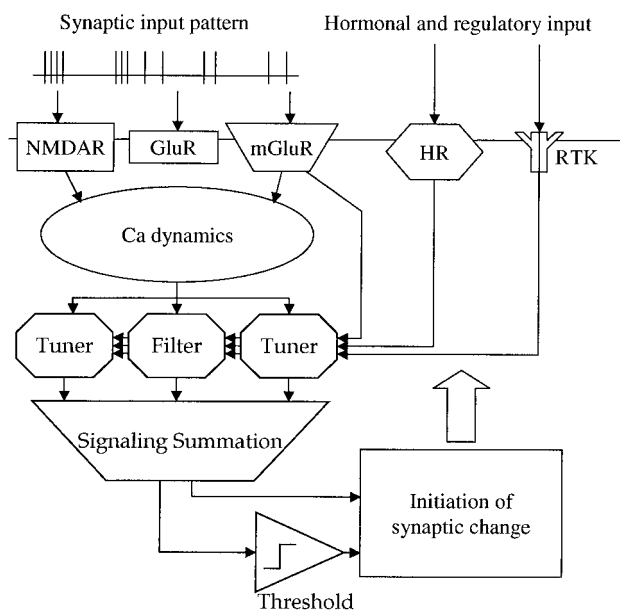 Synaptic input pattern
Hormonal and regulatory input
NMDAR
GluR
mGluR
HR
RTK
Ca dynamics
Tuner
Filter
Tuner
Signaling Summation
Initiation of
synaptic change
Threshold